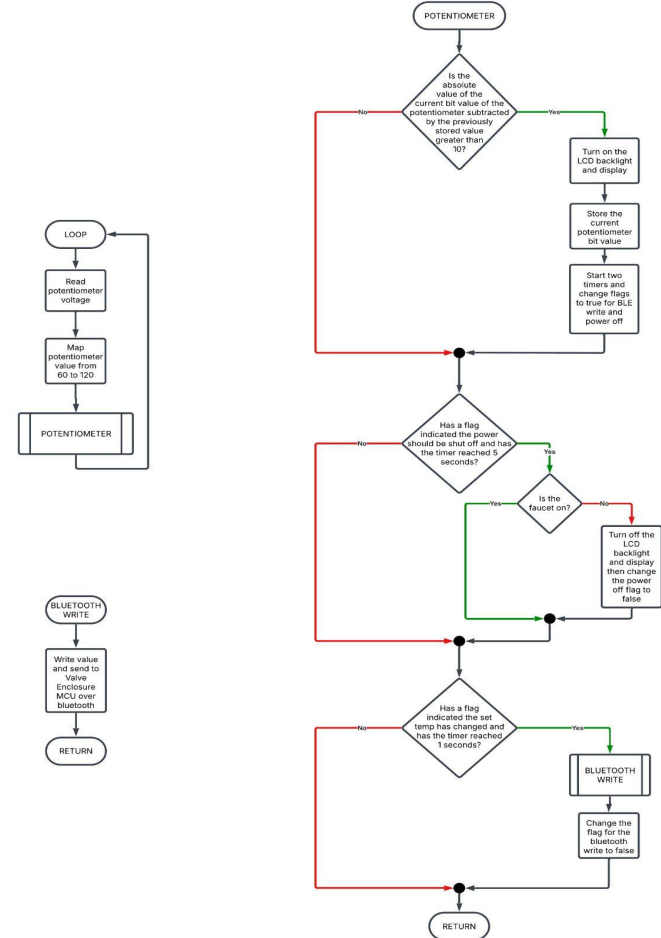 POTENTIOMETER
Is the
absolute
value of the
current bit value of the
potentiometer subtracted
by the previously
stored value
greater than
10?
No
Yes
Turn on the
LCD backlight
and display
Store the
current
potentiometer
bit value
Start two
timers and
change flags
to true for BLE
write and
power off
LOOP
Read
potentiometer
voltage
Map
potentiometer
value from
60 to 120
POTENTIOMETER
Has a flag
indicated the power
should be shut off and has
the timer reached 5
seconds?
No
Yes
Is the
faucet on?
Yes
No
Turn off the
LCD
backlight
and display
then change
the power
off flag to
false
BLUETOOTH
WRITE
Write value
and send to
Valve
Enclosure
MCU over
bluetooth
RETURN
Has a flag
indicated the set
temp has changed and
has the timer reached
1 seconds?
No
Yes
BLUETOOTH
WRITE
Change the
flag for the
bluetooth
write to false
RETURN